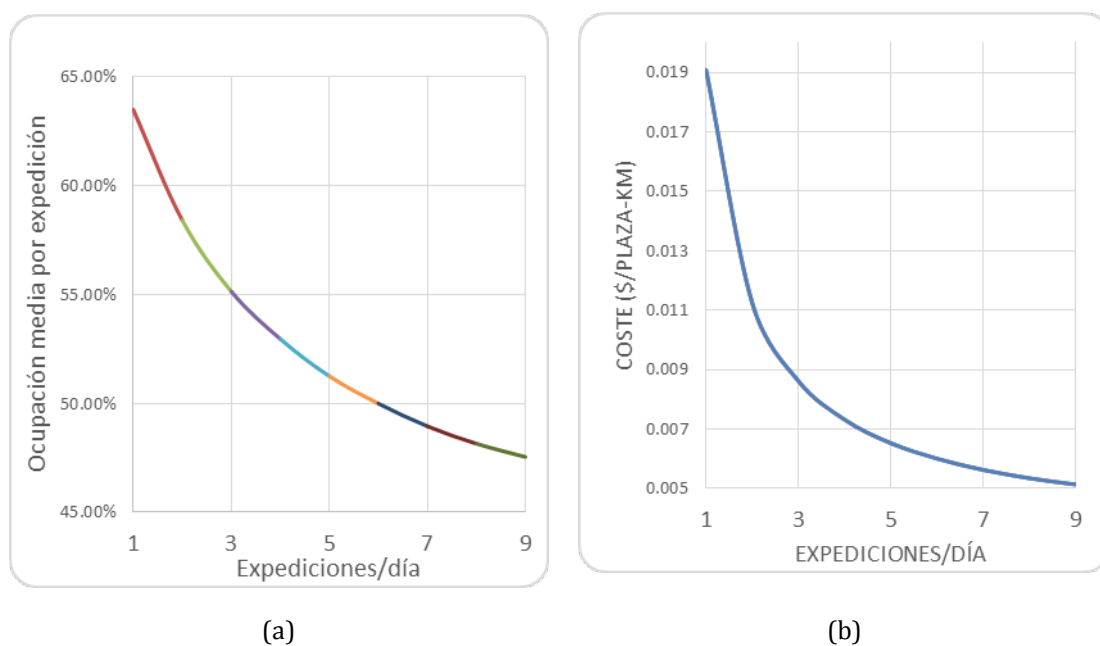 65.00%
60.00%
55.00%
50.00%
45.00%
Ocupación media por expedición
1 3 5 7 9
Expediciones/día
(a)
0.019
0.017
0.015
0.013
0.011
0.009
0.007
0.005
COSTE ($/PLAZA-KM)
1 3 5 7 9
EXPEDICIONES/DÍA
(b)